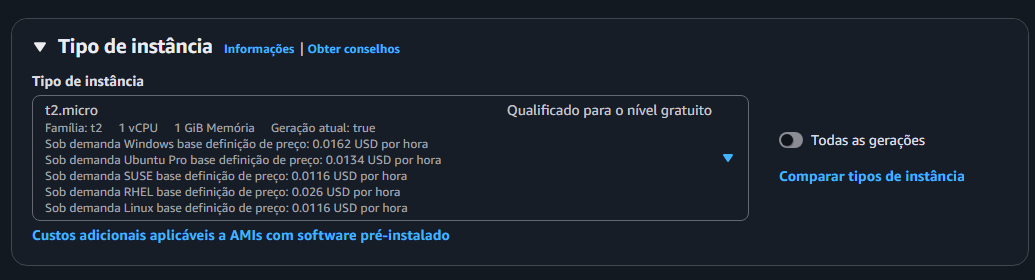 Tipo de instância Informações | Obter conselhos
Tipo de instância
t2.micro Qualificado para o nível gratuito
Família: t2 1 vCPU 1 GiB Memória Geração atual: true
Sob demanda Windows base definição de preço: 0.0162 USD por hora
Sob demanda Ubuntu Pro base definição de preço: 0.0134 USD por hora
Sob demanda SUSE base definição de preço: 0.0116 USD por hora
Sob demanda RHEL base definição de preço: 0.026 USD por hora
Sob demanda Linux base definição de preço: 0.0116 USD por hora
Todas as gerações
Comparar tipos de instância
Custos adicionais aplicáveis a AMIs com software pré-instalado